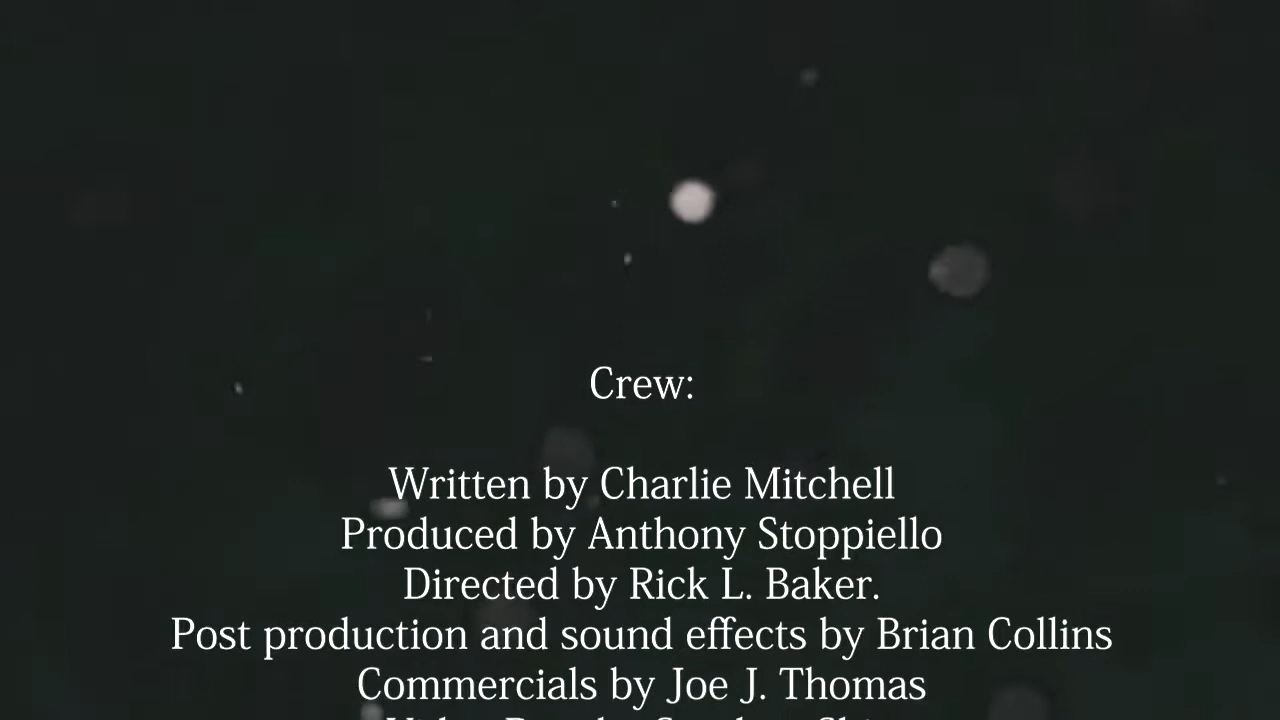 Crew:
Written by Charlie Mitchell
Produced by Anthony Stoppiello
Directed by Rick L. Baker.
Post production and sound effects by Brian Collins
Commercials by Joe J. Thomas